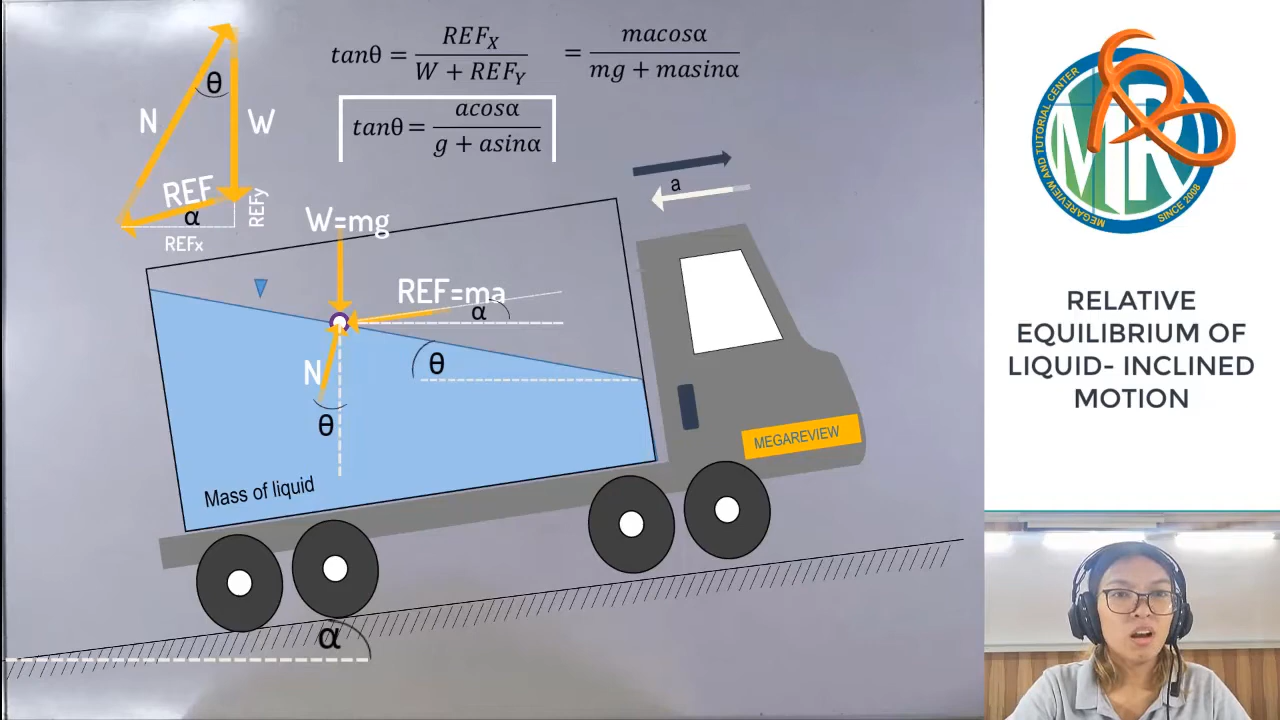 tanθ = REF_X / (W + REF_Y) = macosα / (mg + masinα)
tanθ = acosα / (g + asinα)
θ
N
W
REF
α
REFy
REFx
W=mg
a
REF=ma
α
N
θ
θ
Mass of liquid
MEGAREVIEW
α
MEGAREVIEW AND TUTORIAL CENTER
MR
SINCE 2008
RELATIVE
EQUILIBRIUM OF
LIQUID- INCLINED
MOTION